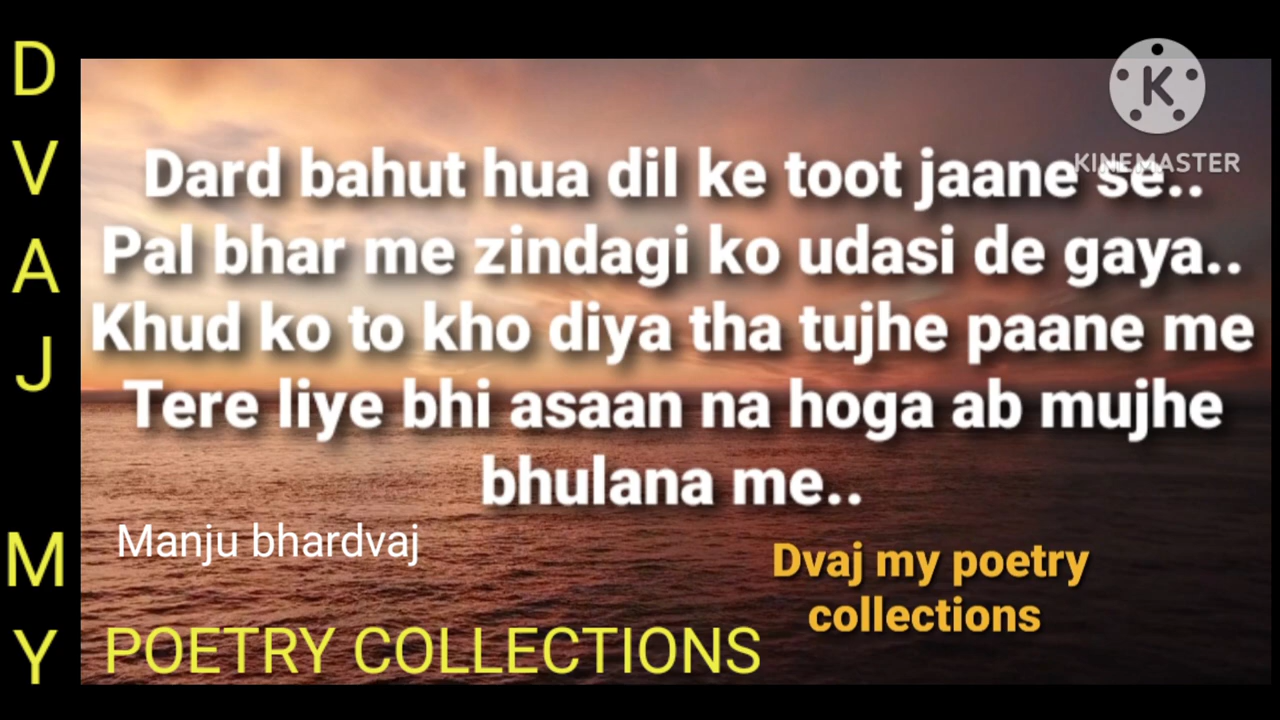 D
V
A
J
M
Y
POETRY COLLECTIONS
K
KINEMASTER
Dard bahut hua dil ke toot jaane se..
Pal bhar me zindagi ko udasi de gaya..
Khud ko to kho diya tha tujhe paane me
Tere liye bhi asaan na hoga ab mujhe
bhulana me..
Manju bhardvaj
Dvaj my poetry
collections